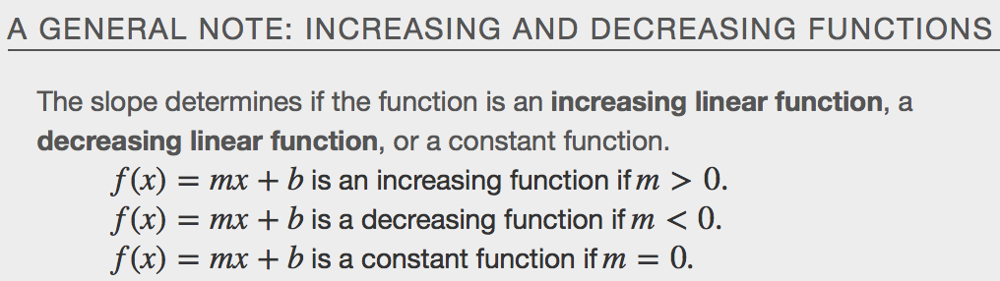 A GENERAL NOTE: INCREASING AND DECREASING FUNCTIONS
The slope determines if the function is an increasing linear function, a
decreasing linear function, or a constant function.
f(x) = mx + b is an increasing function if m > 0.
f(x) = mx + b is a decreasing function if m < 0.
f(x) = mx + b is a constant function if m = 0.